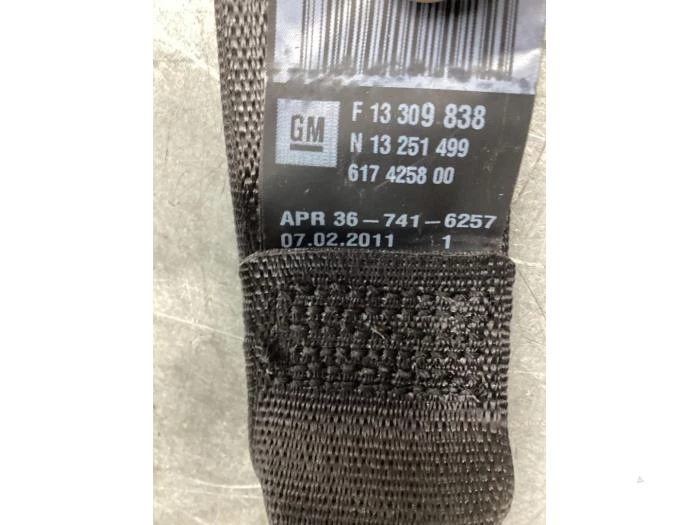 GM
F 13 309 838
N 13 251 499
617 4258 00
APR 36-741-6257
07.02.2011 1